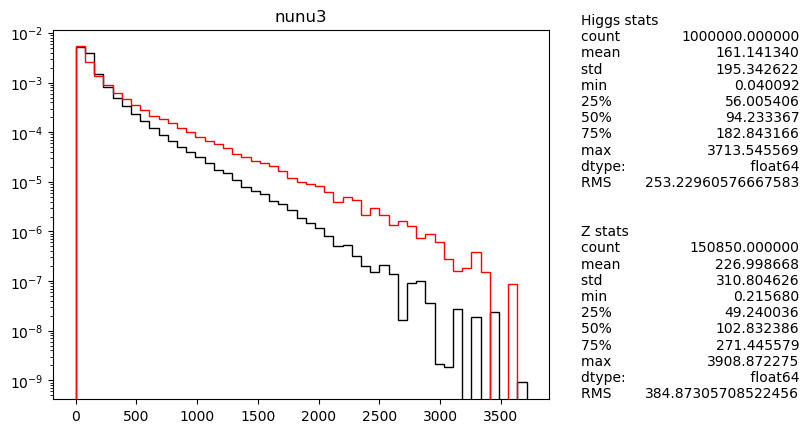 nunu3
10⁻²
10⁻³
10⁻⁴
10⁻⁵
10⁻⁶
10⁻⁷
10⁻⁸
10⁻⁹
0 500 1000 1500 2000 2500 3000 3500
Higgs stats
count 1000000.000000
mean 161.141340
std 195.342622
min 0.040092
25% 56.005406
50% 94.233367
75% 182.843166
max 3713.545569
dtype: float64
RMS 253.22960576667583
Z stats
count 150850.000000
mean 226.998668
std 310.804626
min 0.215680
25% 49.240036
50% 102.832386
75% 271.445579
max 3908.872275
dtype: float64
RMS 384.87305708522456